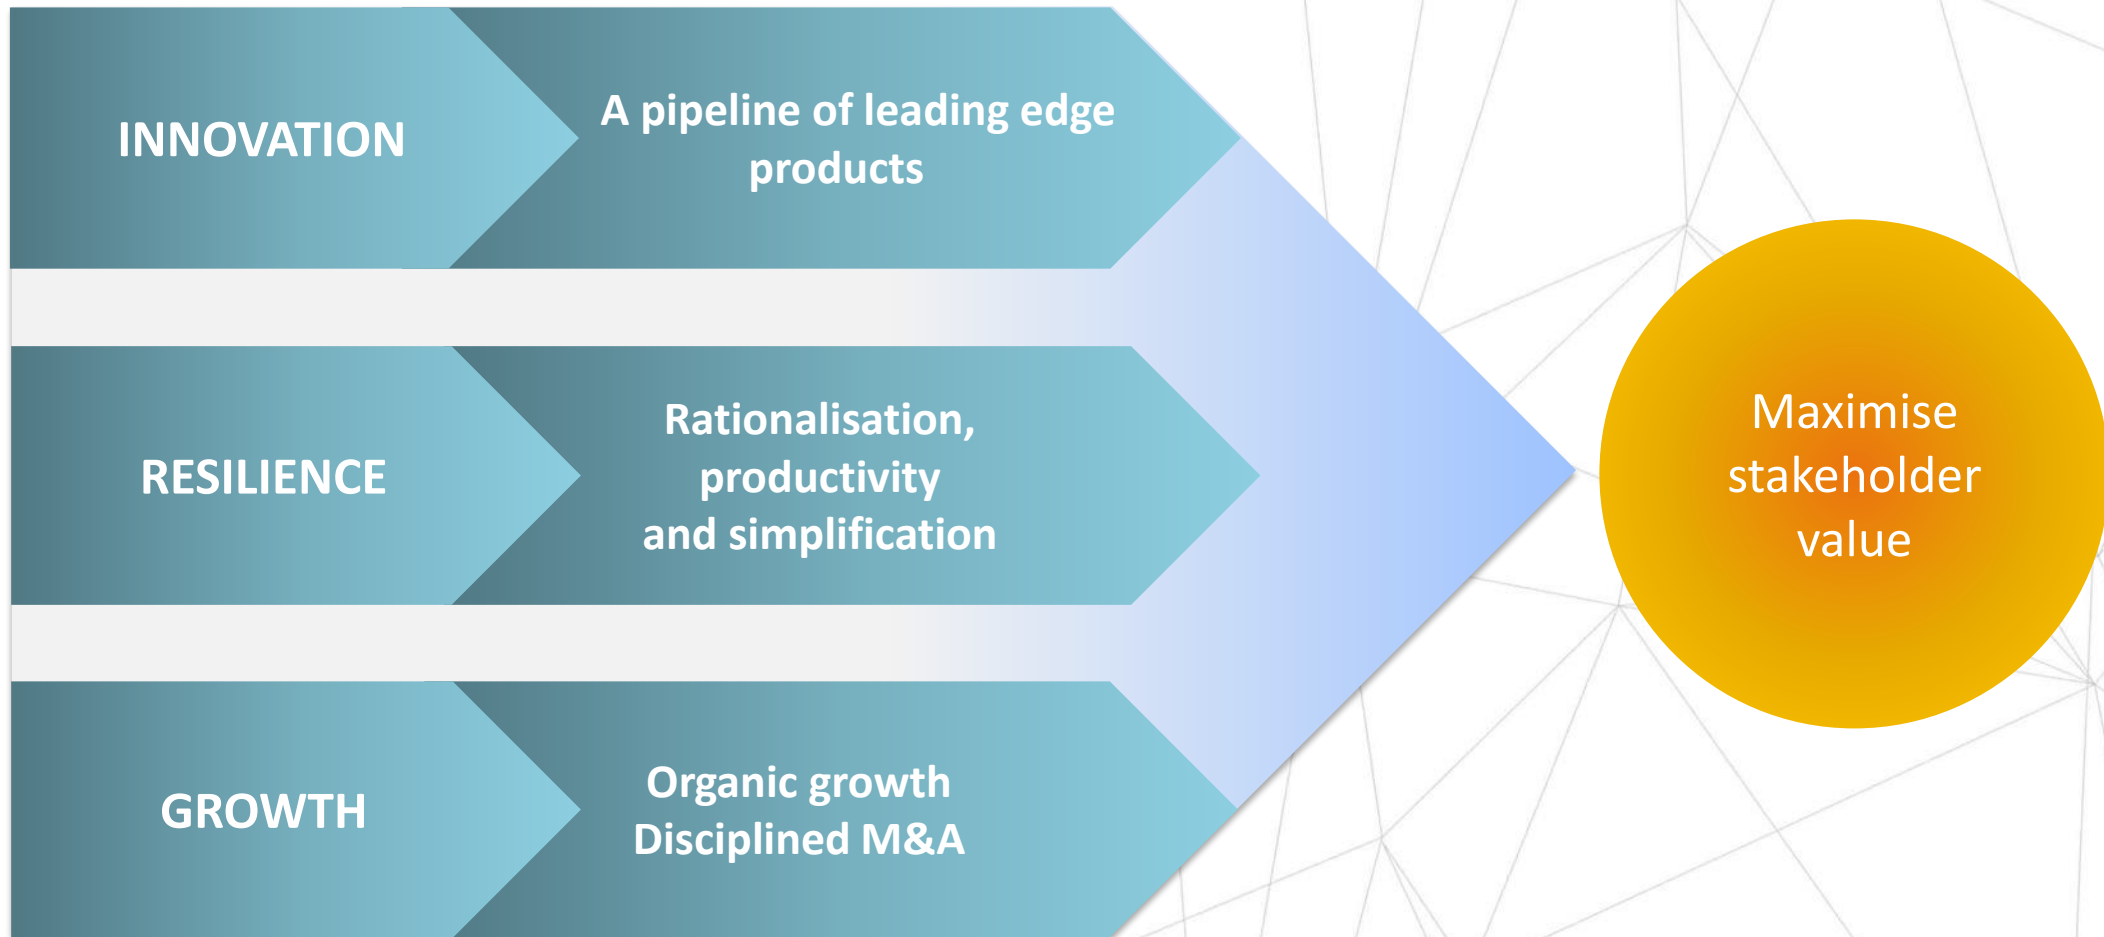 INNOVATION
A pipeline of leading edge
products
RESILIENCE
Rationalisation,
productivity
and simplification
GROWTH
Organic growth
Disciplined M&A
Maximise
stakeholder
value